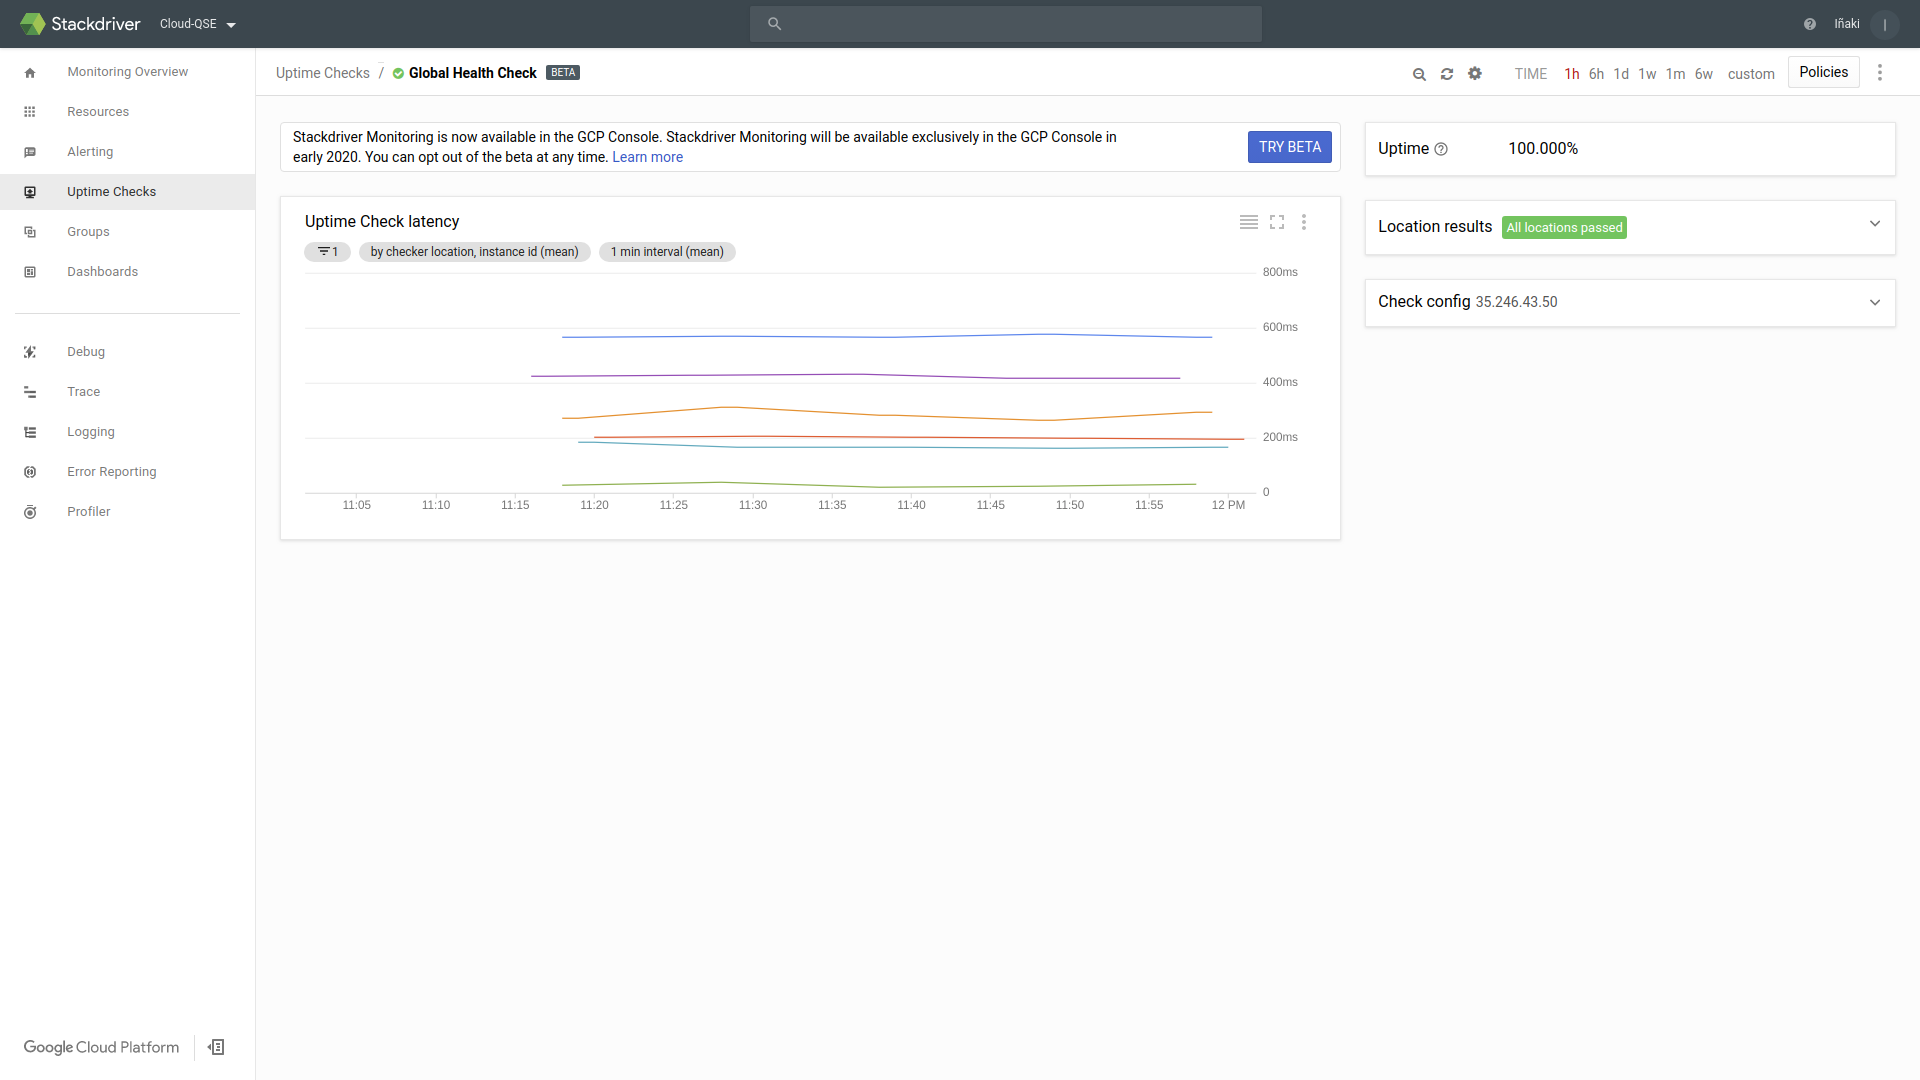 Stackdriver Cloud-QSE Iñaki I
Monitoring Overview
Resources
Alerting
Uptime Checks
Groups
Dashboards
Debug
Trace
Logging
Error Reporting
Profiler
Google Cloud Platform
Uptime Checks / Global Health Check BETA
TIME 1h 6h 1d 1w 1m 6w custom Policies
Stackdriver Monitoring is now available in the GCP Console. Stackdriver Monitoring will be available exclusively in the GCP Console in
early 2020. You can opt out of the beta at any time. Learn more
TRY BETA
Uptime Check latency
1 by checker location, instance id (mean) 1 min interval (mean)
800ms
600ms
400ms
200ms
0
11:05 11:10 11:15 11:20 11:25 11:30 11:35 11:40 11:45 11:50 11:55 12 PM
Uptime 100.000%
Location results All locations passed
Check config 35.246.43.50